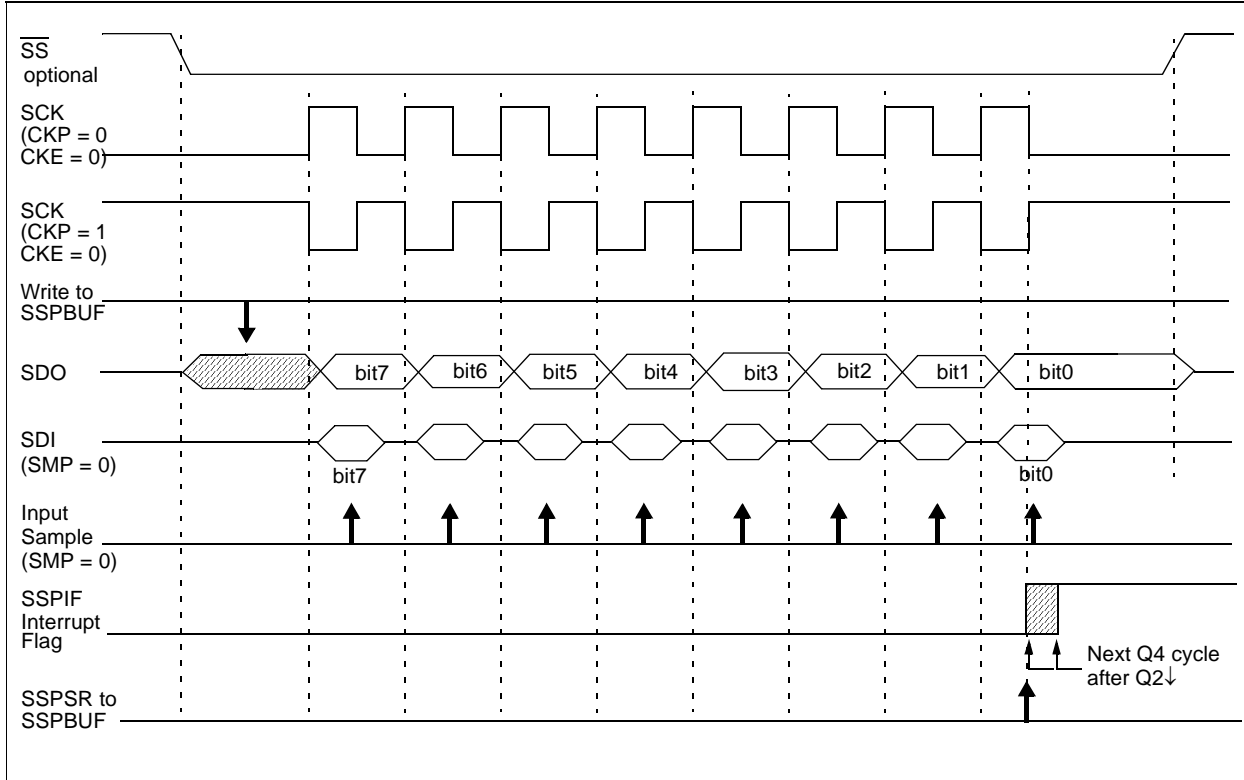 SS
optional
SCK
(CKP = 0
CKE = 0)
SCK
(CKP = 1
CKE = 0)
Write to
SSPBUF
SDO
bit7
bit6
bit5
bit4
bit3
bit2
bit1
bit0
SDI
(SMP = 0)
bit7
bit0
Input
Sample
(SMP = 0)
SSPIF
Interrupt
Flag
Next Q4 cycle
after Q2↓
SSPSR to
SSPBUF